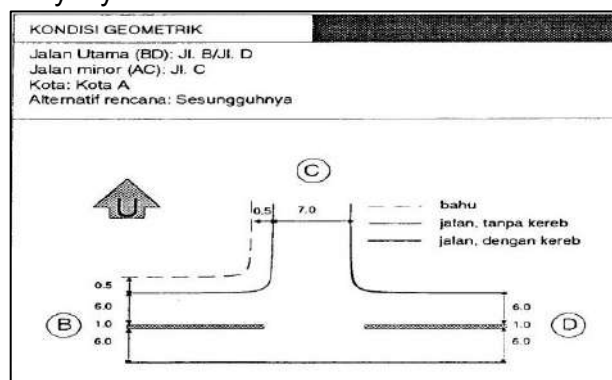 KONDISI GEOMETRIK
Jalan Utama (BD): Jl. B/Jl. D
Jalan minor (AC): Jl. C
Kota: Kota A
Alternatif rencana: Sesungguhnya
C
U
0.5 7.0
bahu
jalan, tanpa kereb
jalan, dengan kereb
0.5
6.0 6.0
B 1.0 1.0 D
6.0 6.0